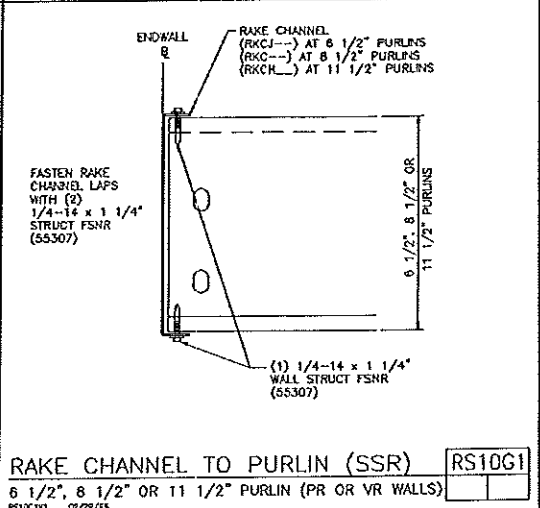 ENDWALL
RAKE CHANNEL
(RKCJ--) AT 6 1/2" PURLINS
(RKC--) AT 8 1/2" PURLINS
(RKCH__) AT 11 1/2" PURLINS
FASTEN RAKE
CHANNEL LAPS
WITH (2)
1/4-14 x 1 1/4"
STRUCT FSNR
(55307)
6 1/2", 8 1/2" OR
11 1/2" PURLINS
(1) 1/4-14 x 1 1/4"
WALL STRUCT FSNR
(55307)
RAKE CHANNEL TO PURLIN (SSR)
RS10G1
6 1/2", 8 1/2" OR 11 1/2" PURLIN (PR OR VR WALLS)